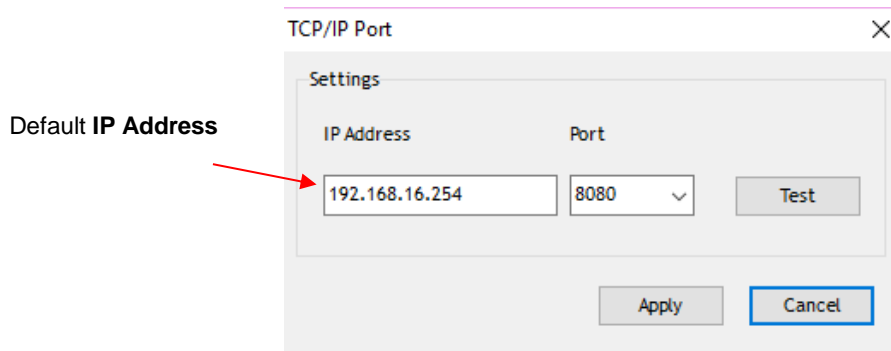 TCP/IP Port
Settings
Default IP Address
IP Address
Port
192.168.16.254
8080
Test
Apply
Cancel